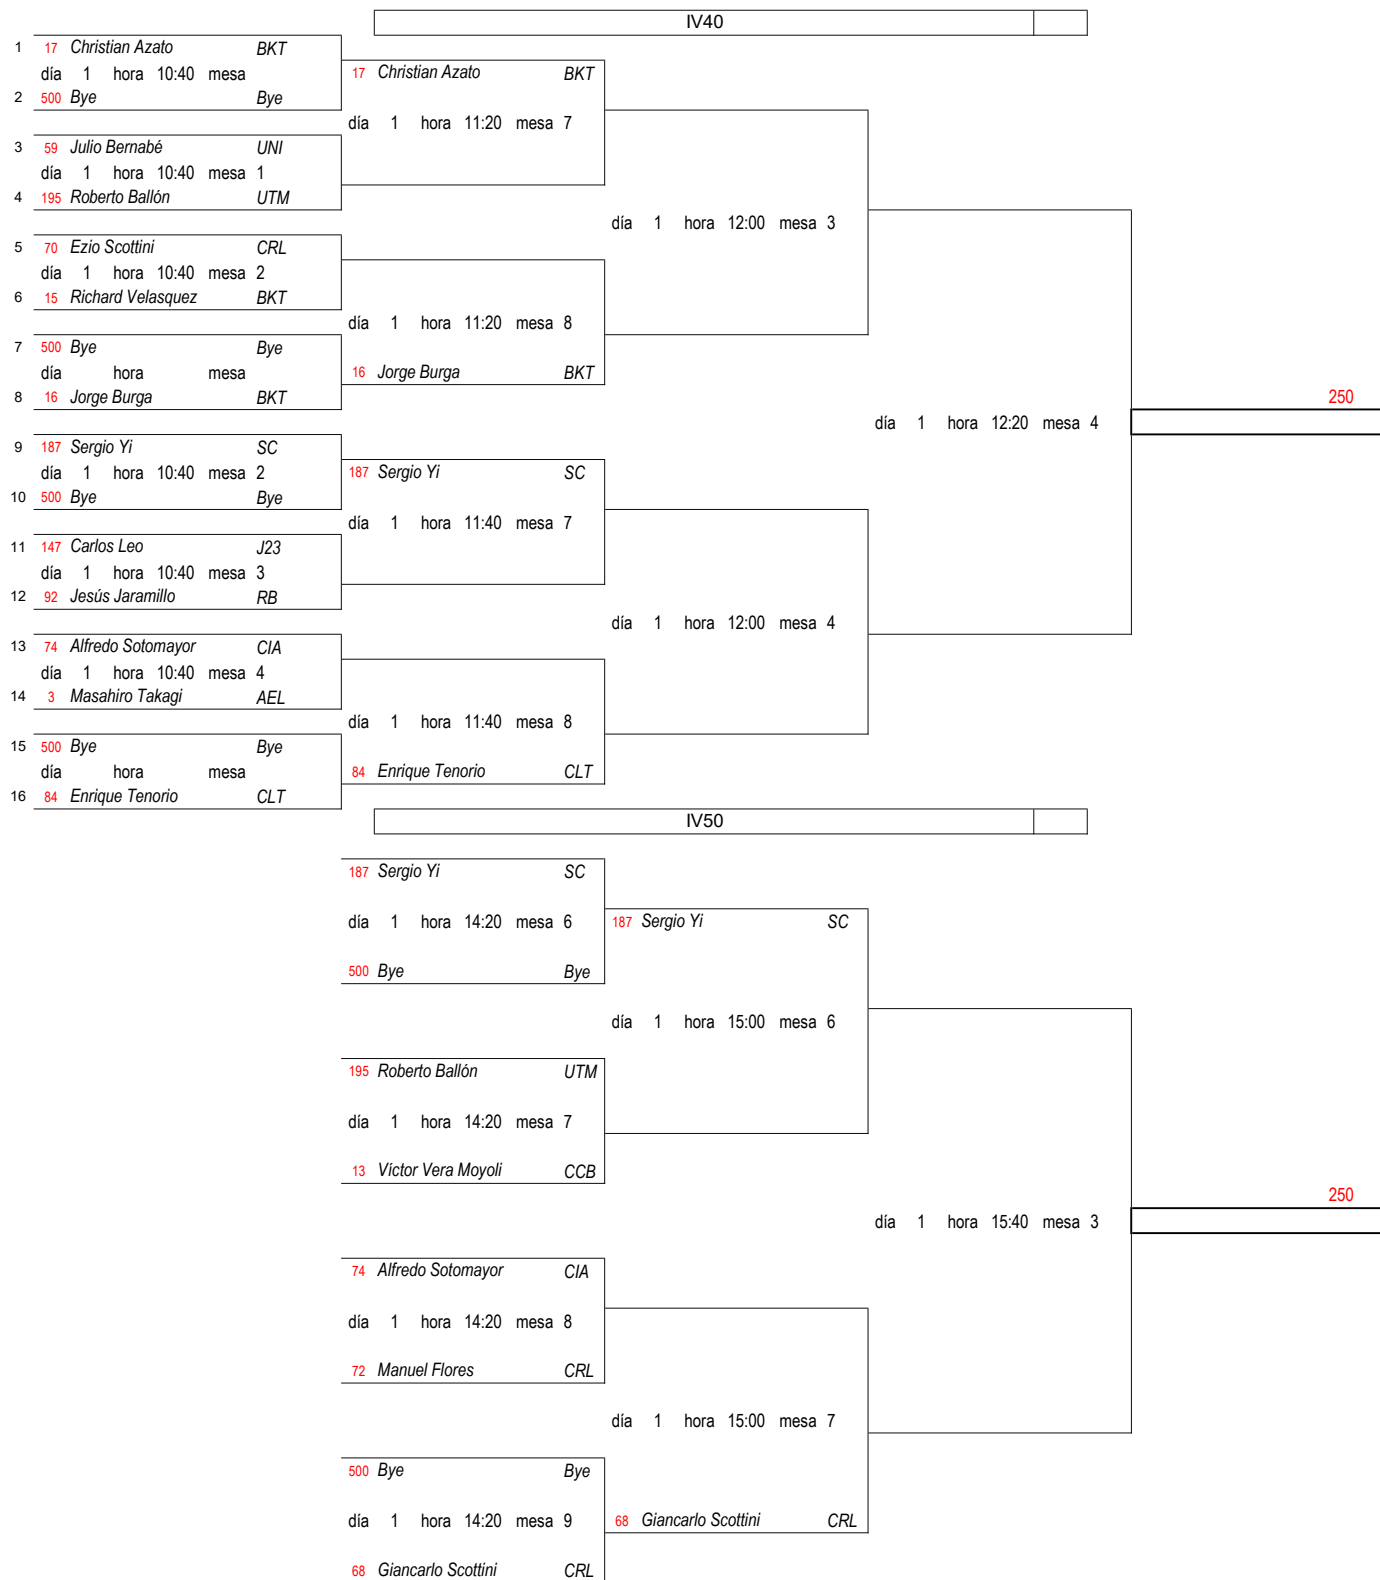 IV40
1 17 Christian Azato BKT
día 1 hora 10:40 mesa
2 500 Bye Bye
17 Christian Azato BKT
día 1 hora 11:20 mesa 7
3 59 Julio Bernabé UNI
día 1 hora 10:40 mesa 1
4 195 Roberto Ballón UTM
día 1 hora 12:00 mesa 3
5 70 Ezio Scottini CRL
día 1 hora 10:40 mesa 2
6 15 Richard Velasquez BKT
día 1 hora 11:20 mesa 8
7 500 Bye Bye
día hora mesa
8 16 Jorge Burga BKT
16 Jorge Burga BKT
250
día 1 hora 12:20 mesa 4
9 187 Sergio Yi SC
día 1 hora 10:40 mesa 2
10 500 Bye Bye
187 Sergio Yi SC
día 1 hora 11:40 mesa 7
11 147 Carlos Leo J23
día 1 hora 10:40 mesa 3
12 92 Jesús Jaramillo RB
día 1 hora 12:00 mesa 4
13 74 Alfredo Sotomayor CIA
día 1 hora 10:40 mesa 4
14 3 Masahiro Takagi AEL
día 1 hora 11:40 mesa 8
15 500 Bye Bye
día hora mesa
16 84 Enrique Tenorio CLT
84 Enrique Tenorio CLT
IV50
187 Sergio Yi SC
día 1 hora 14:20 mesa 6
500 Bye Bye
187 Sergio Yi SC
día 1 hora 15:00 mesa 6
195 Roberto Ballón UTM
día 1 hora 14:20 mesa 7
13 Víctor Vera Moyoli CCB
250
día 1 hora 15:40 mesa 3
74 Alfredo Sotomayor CIA
día 1 hora 14:20 mesa 8
72 Manuel Flores CRL
día 1 hora 15:00 mesa 7
500 Bye Bye
día 1 hora 14:20 mesa 9
68 Giancarlo Scottini CRL
68 Giancarlo Scottini CRL